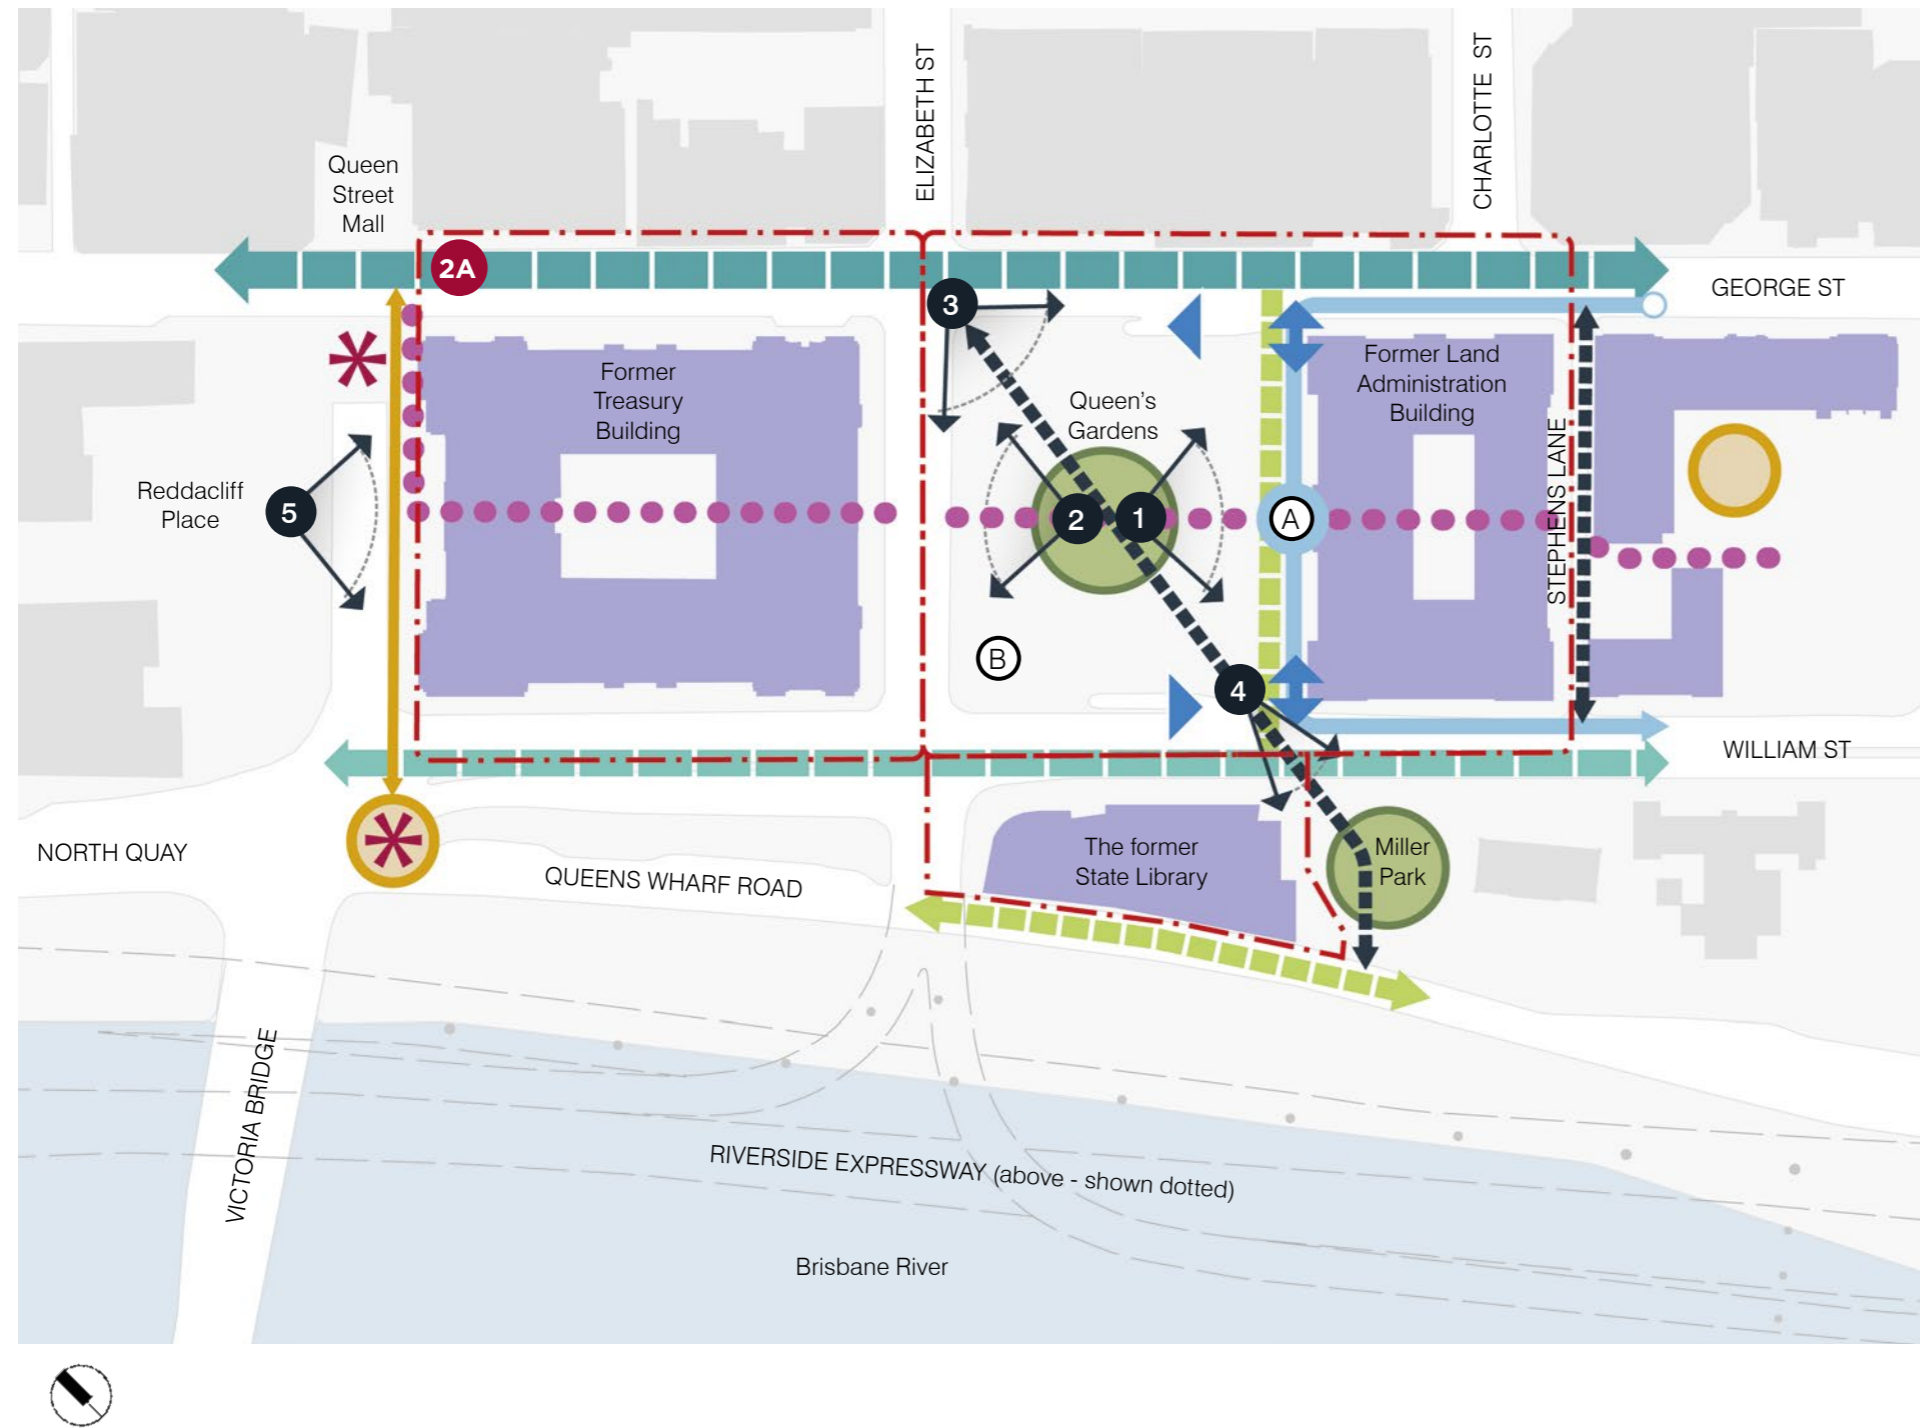 ELIZABETH ST
CHARLOTTE ST
Queen
Street
Mall
2A
GEORGE ST
3
Former
Treasury
Building
Queen's
Gardens
Former Land
Administration
Building
STEPHENS LANE
Reddacliff
Place
5
2
1
A
B
4
WILLIAM ST
NORTH QUAY
QUEENS WHARF ROAD
The former
State Library
Miller
Park
VICTORIA BRIDGE
RIVERSIDE EXPRESSWAY (above - shown dotted)
Brisbane River